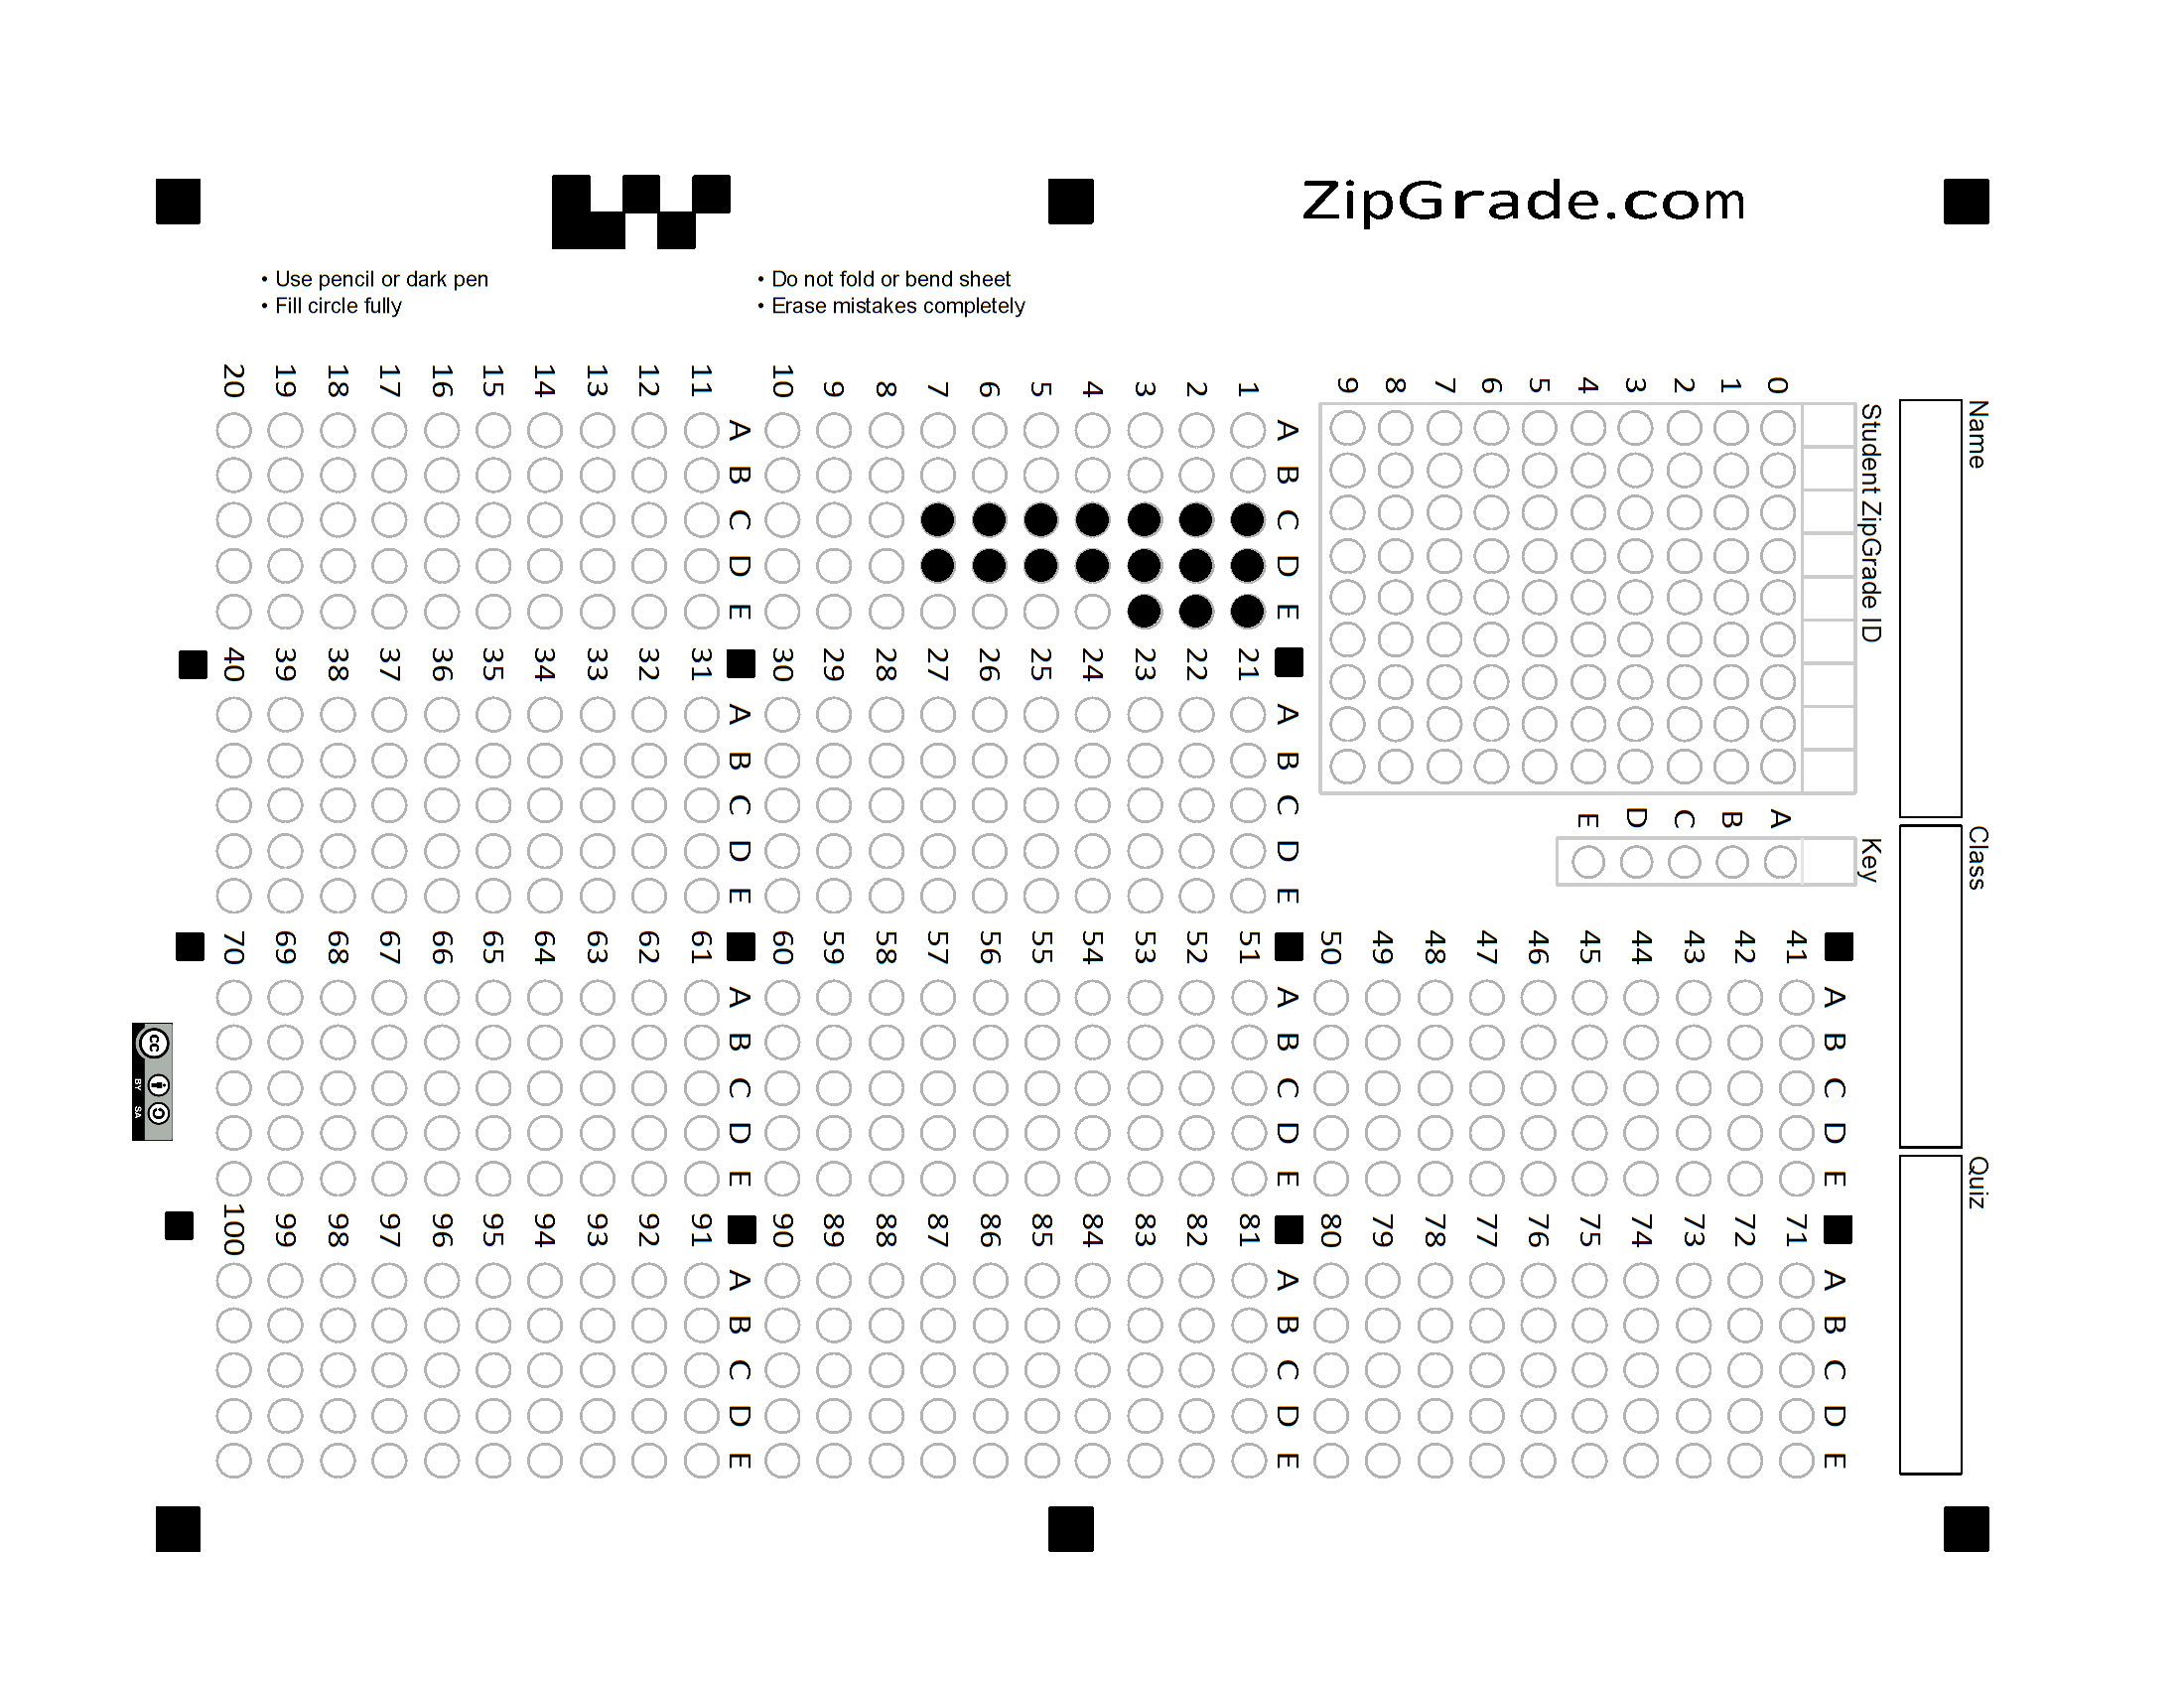 ZipGrade.com
• Use pencil or dark pen
• Fill circle fully
• Do not fold or bend sheet
• Erase mistakes completely
Name Class Quiz
Student ZipGrade ID Key
A B C D E A B C D E
0 A 41 71
1 B 42 72
2 C 43 73
3 D 44 74
4 E 45 75
5 46 76
6 47 77
7 48 78
8 49 79
9 50 80
A B C D E A B C D E A B C D E A B C D E
1 21 51 81
2 22 52 82
3 23 53 83
4 24 54 84
5 25 55 85
6 26 56 86
7 27 57 87
8 28 58 88
9 29 59 89
10 30 60 90
A B C D E A B C D E A B C D E A B C D E
11 31 61 91
12 32 62 92
13 33 63 93
14 34 64 94
15 35 65 95
16 36 66 96
17 37 67 97
18 38 68 98
19 39 69 99
20 40 70 100
cc BY SA